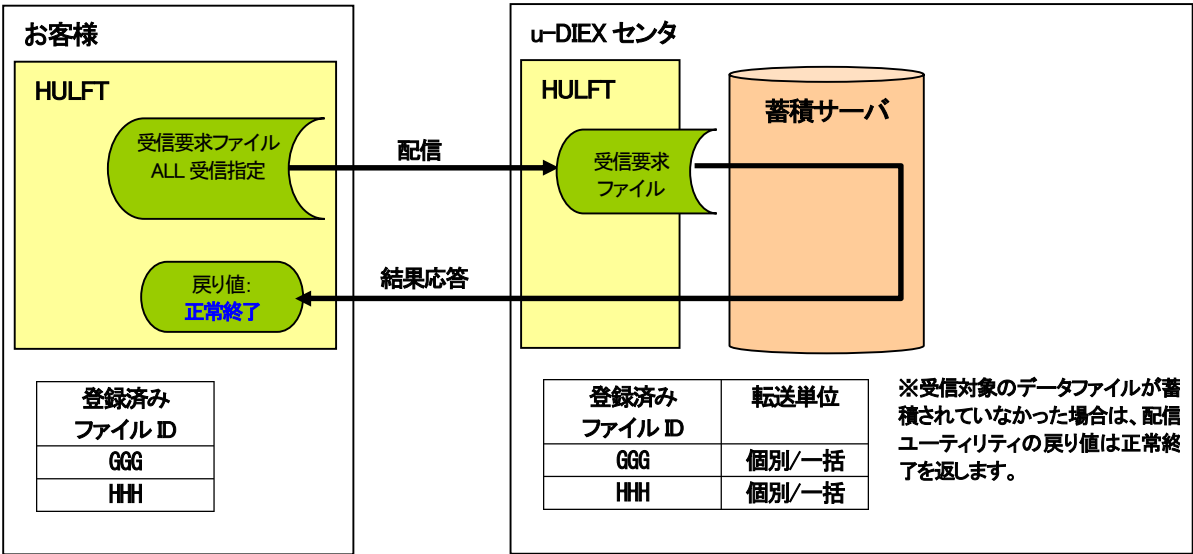 お客様
HULFT
受信要求ファイル
ALL 受信指定
配信
戻り値:
正常終了
結果応答
登録済み
ファイル ID
GGG
HHH
u-DIEX センタ
HULFT
受信要求
ファイル
蓄積サーバ
登録済み
ファイル ID
転送単位
GGG
個別/一括
HHH
個別/一括
※受信対象のデータファイルが蓄
積されていなかった場合は、配信
ユーティリティの戻り値は正常終
了を返します。